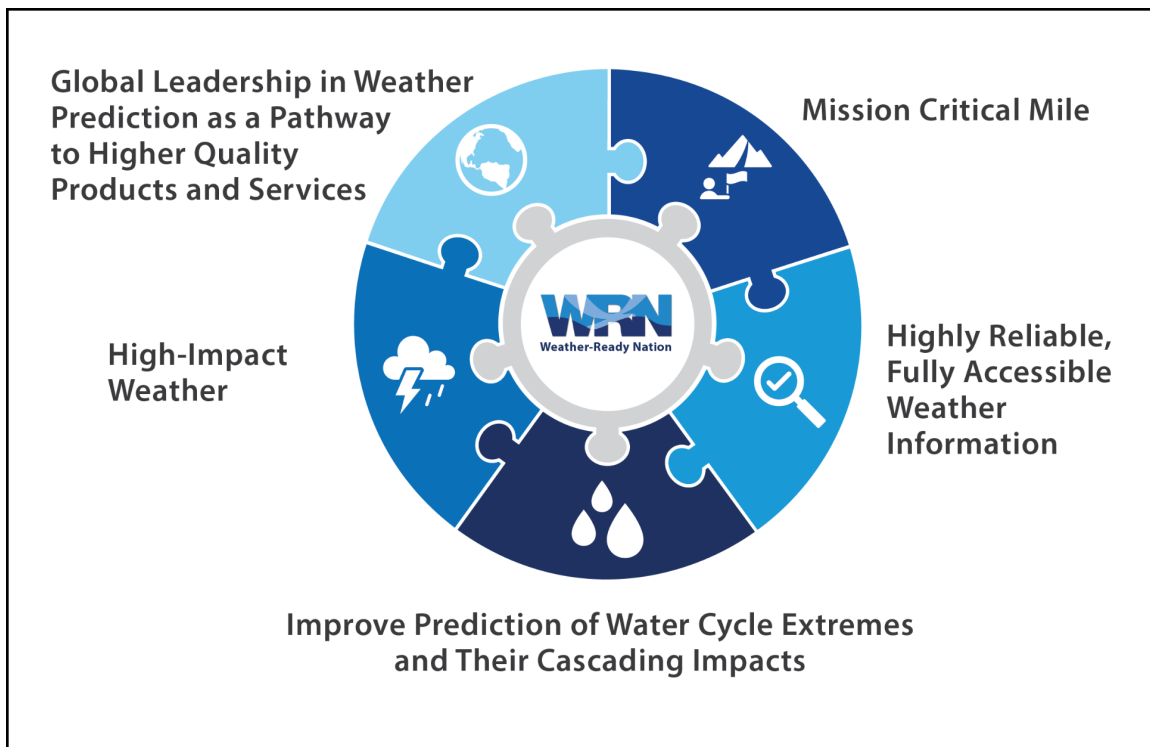 Global Leadership in Weather
Prediction as a Pathway
to Higher Quality
Products and Services
Mission Critical Mile
High-Impact
Weather
WRN
Weather-Ready Nation
Highly Reliable,
Fully Accessible
Weather
Information
Improve Prediction of Water Cycle Extremes
and Their Cascading Impacts